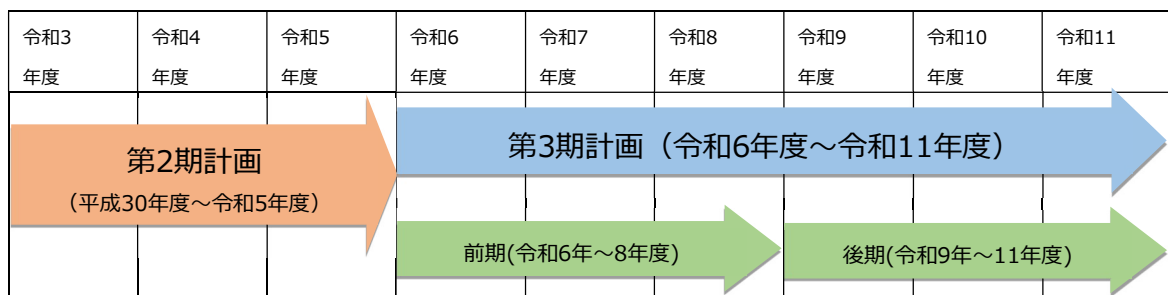 令和3 令和4 令和5 令和6 令和7 令和8 令和9 令和10 令和11
年度 年度 年度 年度 年度 年度 年度 年度 年度
第3期計画（令和6年度～令和11年度）
第2期計画
（平成30年度～令和5年度）
前期(令和6年～8年度) 後期(令和9年～11年度)